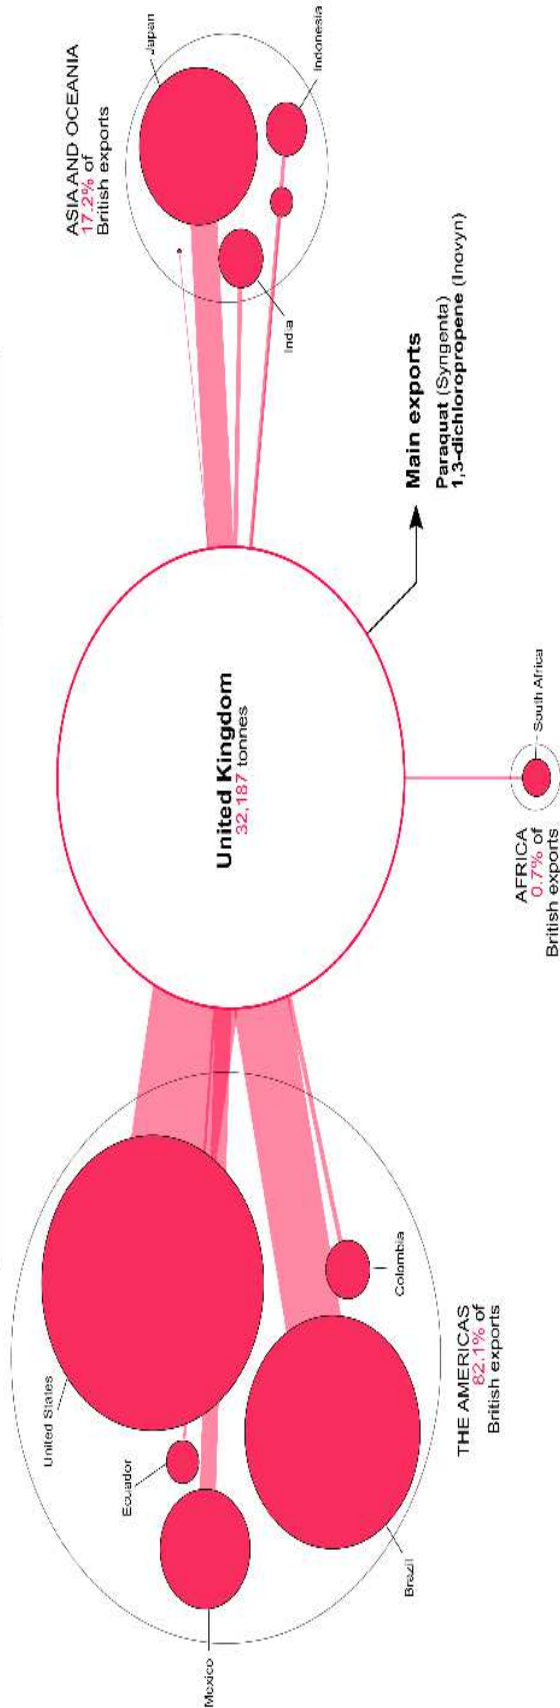 United States
Ecuador
Mexico
Brazil
Colombia
THE AMERICAS
82.1% of
British exports
United Kingdom
32,187 tonnes
AFRICA
0.7% of
British exports
South Africa
Main exports
Paraquat (Syngenta)
1,3-dichloropropene (Inovyn)
ASIA AND OCEANIA
17.2% of
British exports
Japan
India
Indonesia